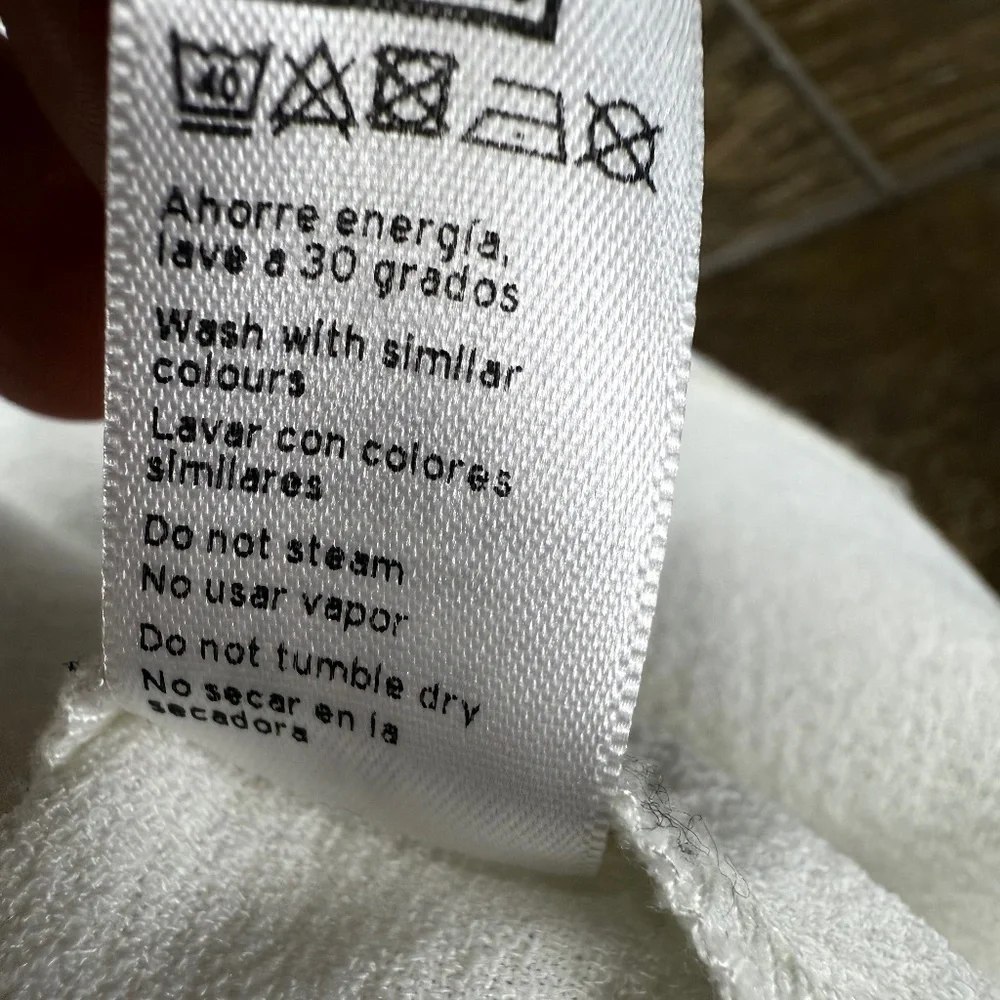 40
Ahorre energía,
lave a 30 grados
Wash with similar
colours
Lavar con colores
similares
Do not steam
No usar vapor
Do not tumble dry
No secar en la
secadora